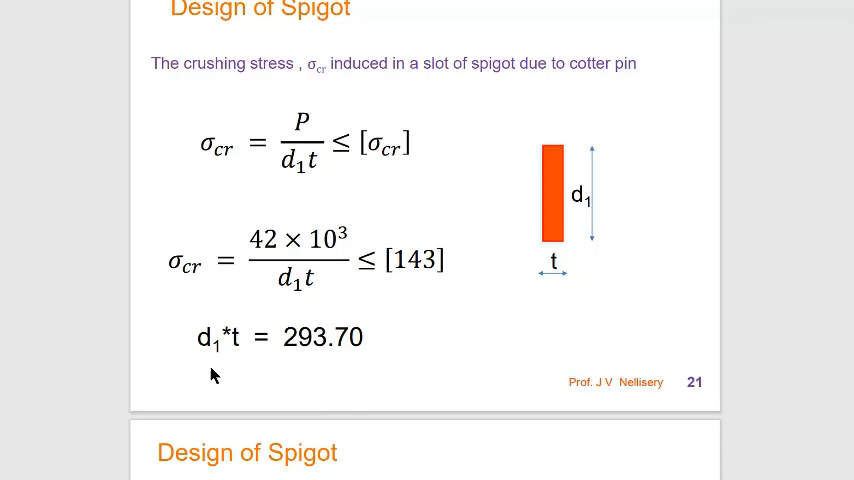 Design of Spigot
The crushing stress , σcr induced in a slot of spigot due to cotter pin
σcr = P / d1t ≤ [σcr]
d1
σcr = 42 × 10³ / d1t ≤ [143]
t
d1*t = 293.70
Prof. J V Nellisery 21
Design of Spigot